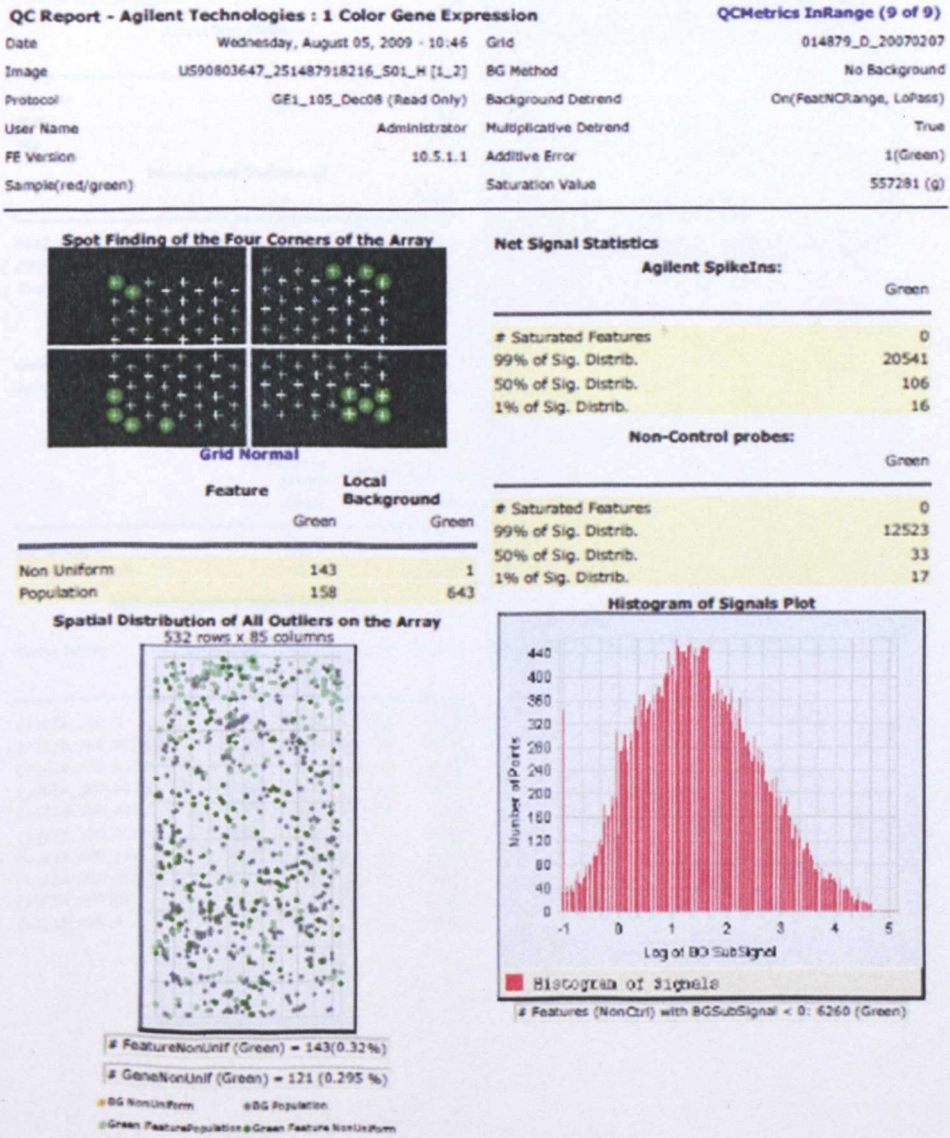 QC Report - Agilent Technologies : 1 Color Gene Expression
QCMetrics InRange (9 of 9)
Date Wednesday, August 05, 2009 - 10:46
Image US90803647_251487918216_S01_H [1_2]
Protocol GE1_105_Dec08 (Read Only)
User Name Administrator
FE Version 10.5.1.1
Sample(red/green)
Grid 014879_D_20070207
BG Method No Background
Background Detrend On(FeatNCRange, LoPass)
Multiplicative Detrend True
Additive Error 1(Green)
Saturation Value 557281 (g)
Spot Finding of the Four Corners of the Array
Grid Normal
Feature Local Background
Green Green
Non Uniform 143 1
Population 158 643
Spatial Distribution of All Outliers on the Array
532 rows x 85 columns
# FeatureNonUnif (Green) = 143(0.32%)
# GeneNonUnif (Green) = 121 (0.295 %)
BG NonUniform BG Population
Green FeaturePopulation Green Feature NonUniform
Net Signal Statistics
Agilent SpikeIns:
Green
# Saturated Features 0
99% of Sig. Distrib. 20541
50% of Sig. Distrib. 106
1% of Sig. Distrib. 16
Non-Control probes:
Green
# Saturated Features 0
99% of Sig. Distrib. 12523
50% of Sig. Distrib. 33
1% of Sig. Distrib. 17
Histogram of Signals Plot
Number of Points
440
400
360
320
280
240
200
160
120
80
40
0
-1 0 1 2 3 4 5
Log of BG SubSignal
Histogram of Signals
# Features (NonCtrl) with BGSubSignal < 0: 6260 (Green)